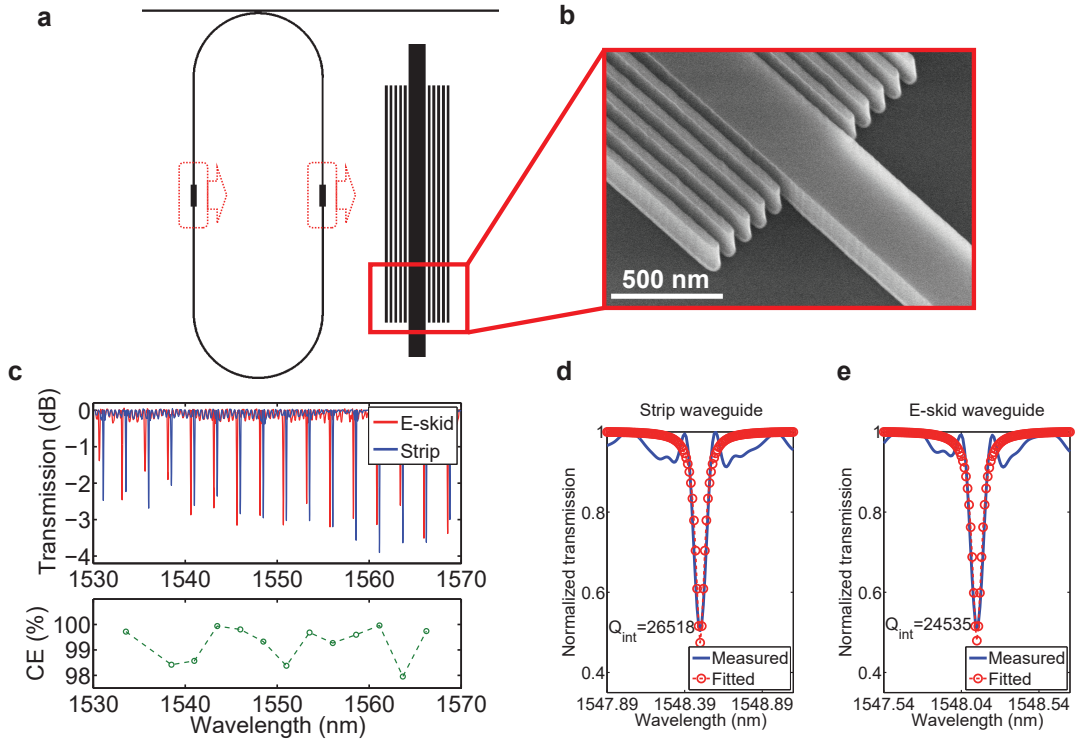 a
b
500 nm
c
Transmission (dB)
0
−1
−2
−3
−4
E-skid
Strip
1530 1540 1550 1560 1570
CE (%)
100
99
98
1530 1540 1550 1560 1570
Wavelength (nm)
d
Strip waveguide
Normalized transmission
1
0.8
0.6
0.4
Q_int=26518
Measured
Fitted
1547.89 1548.39 1548.89
Wavelength (nm)
e
E-skid waveguide
Normalized transmission
1
0.8
0.6
0.4
Q_int=24535
Measured
Fitted
1547.54 1548.04 1548.54
Wavelength (nm)